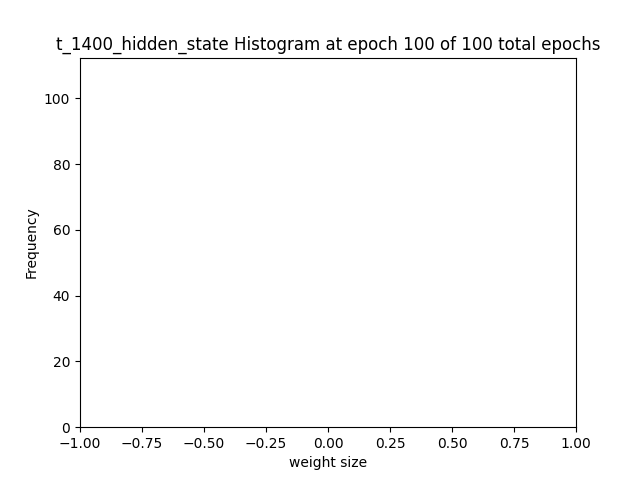 t_1400_hidden_state Histogram at epoch 100 of 100 total epochs
100
80
60
40
20
0
Frequency
−1.00 −0.75 −0.50 −0.25 0.00 0.25 0.50 0.75 1.00
weight size